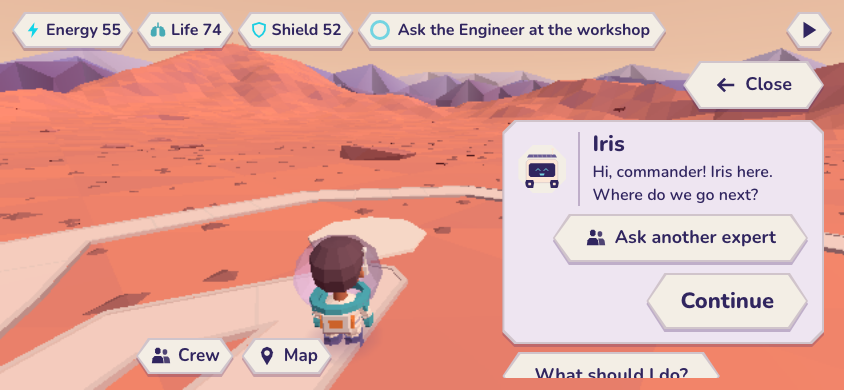 Energy 55
Life 74
Shield 52
Ask the Engineer at the workshop
Close
Iris
Hi, commander! Iris here.
Where do we go next?
Ask another expert
Continue
Crew
Map
What should I do?